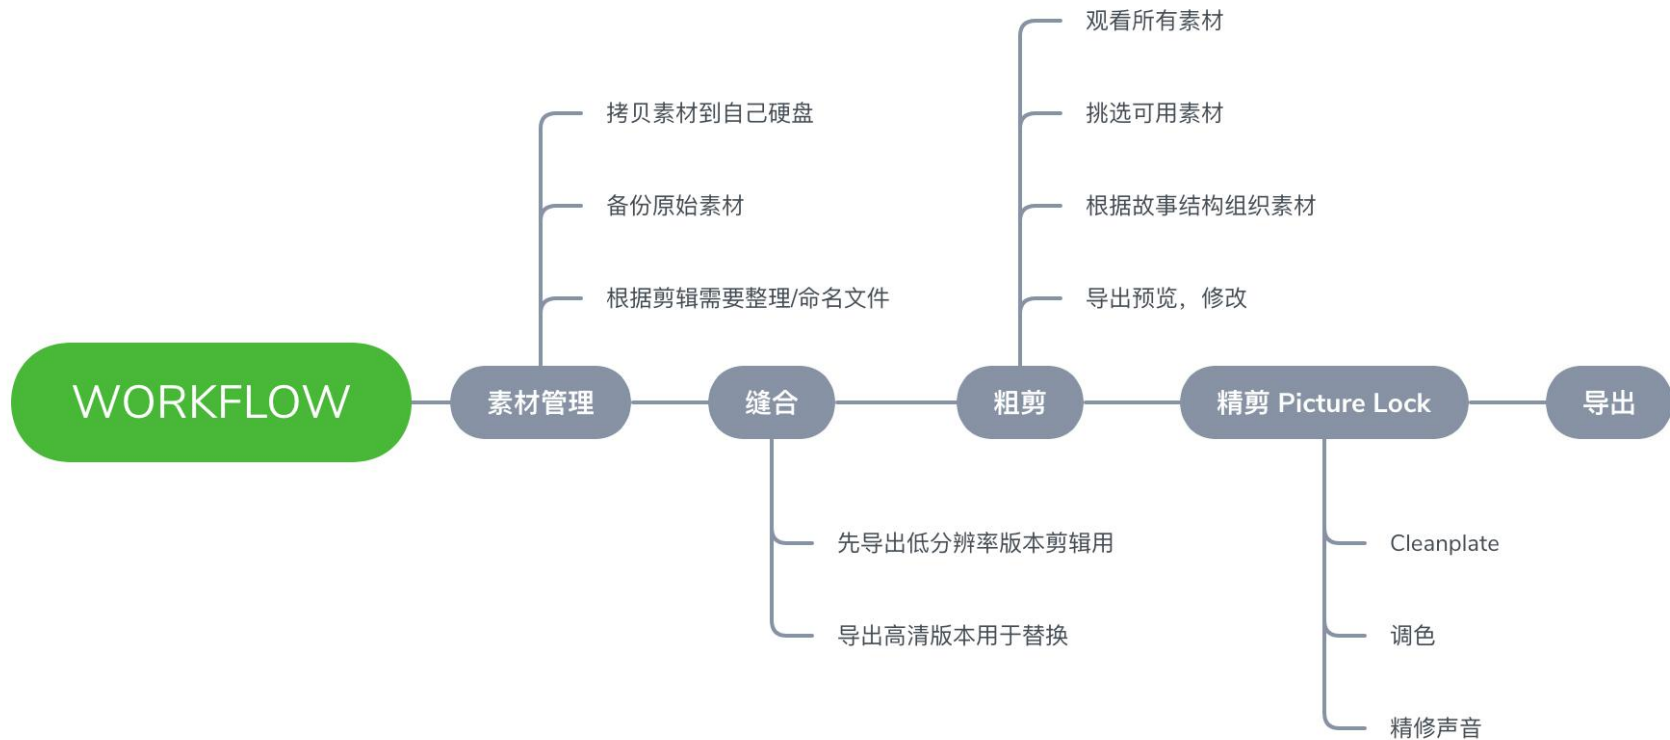 观看所有素材
拷贝素材到自己硬盘
挑选可用素材
备份原始素材
根据故事结构组织素材
根据剪辑需要整理/命名文件
导出预览，修改
WORKFLOW
素材管理
缝合
粗剪
精剪 Picture Lock
导出
先导出低分辨率版本剪辑用
Cleanplate
导出高清版本用于替换
调色
精修声音